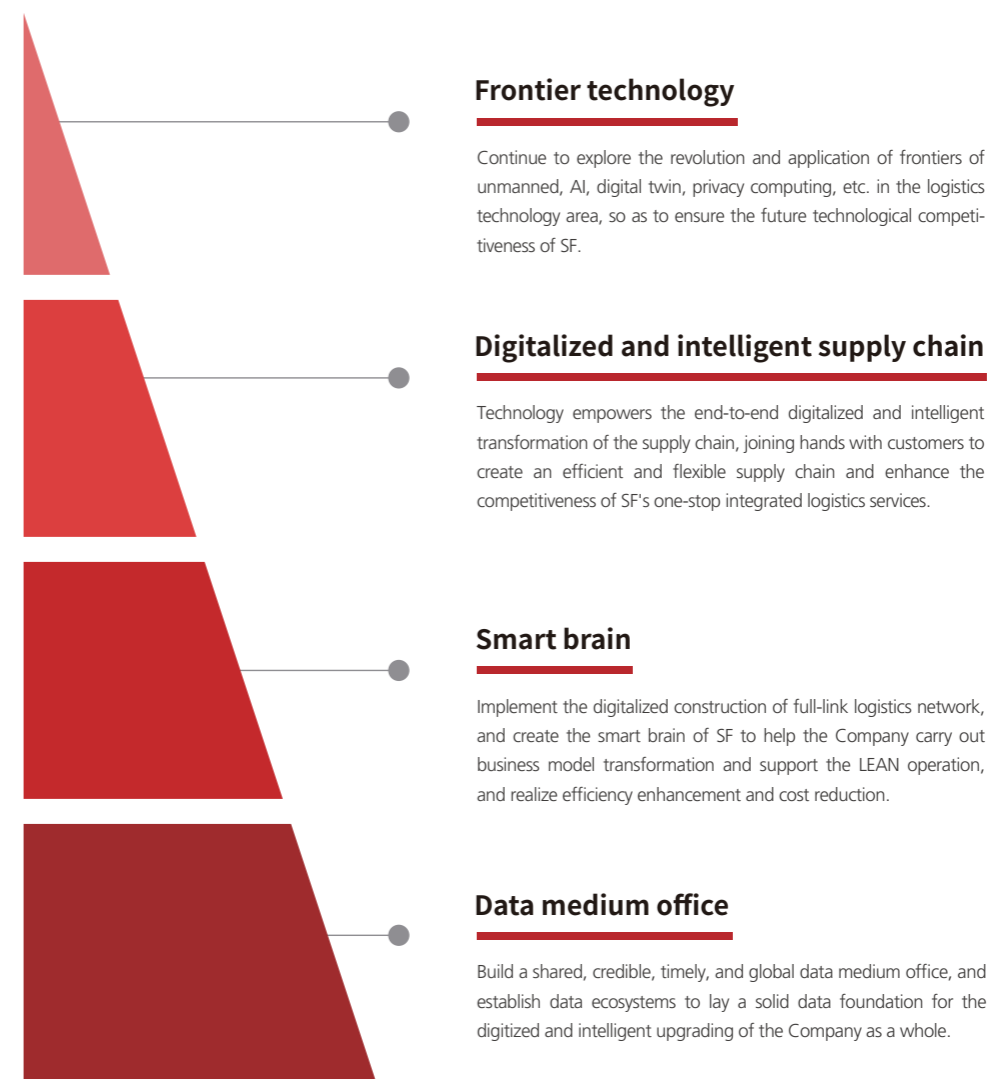 Frontier technology
Continue to explore the revolution and application of frontiers of
unmanned, AI, digital twin, privacy computing, etc. in the logistics
technology area, so as to ensure the future technological competi-
tiveness of SF.
Digitalized and intelligent supply chain
Technology empowers the end-to-end digitalized and intelligent
transformation of the supply chain, joining hands with customers to
create an efficient and flexible supply chain and enhance the
competitiveness of SF's one-stop integrated logistics services.
Smart brain
Implement the digitalized construction of full-link logistics network,
and create the smart brain of SF to help the Company carry out
business model transformation and support the LEAN operation,
and realize efficiency enhancement and cost reduction.
Data medium office
Build a shared, credible, timely, and global data medium office, and
establish data ecosystems to lay a solid data foundation for the
digitized and intelligent upgrading of the Company as a whole.